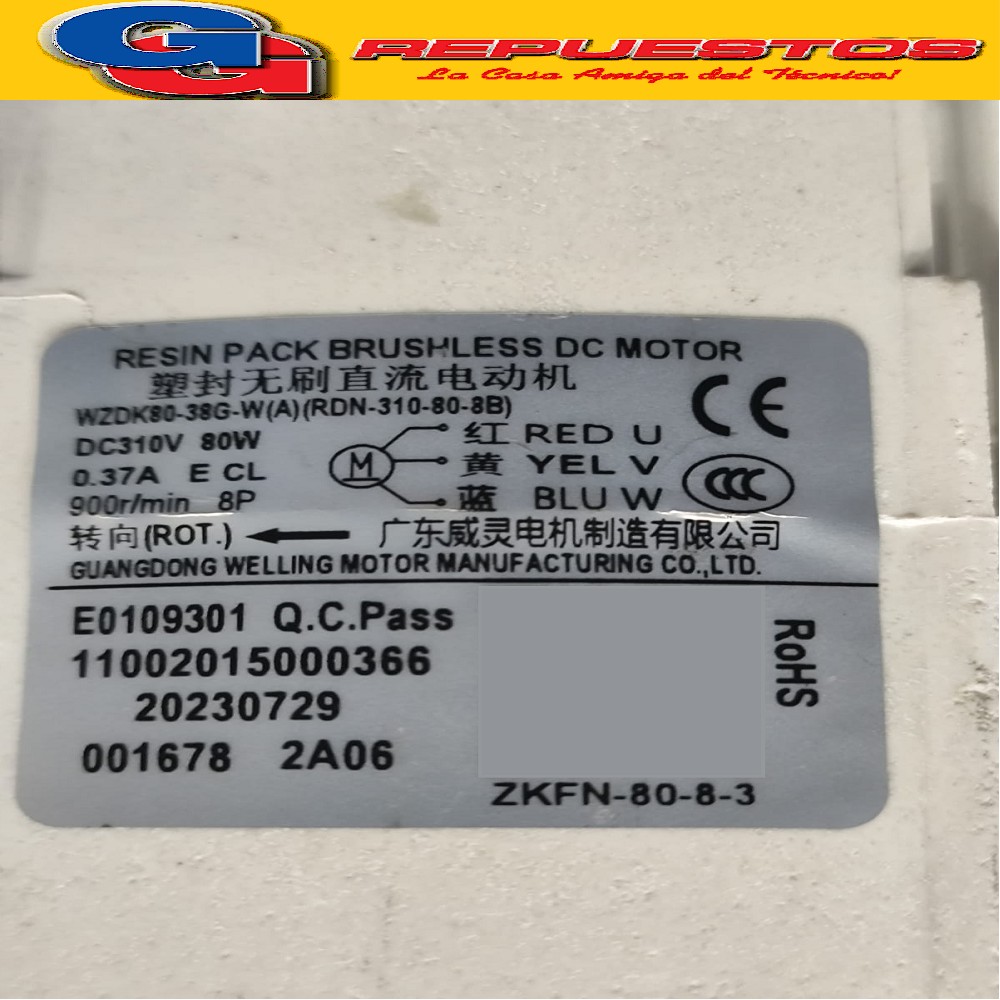 GG REPUESTOS
La Casa Amiga del Técnico!
RESIN PACK BRUSHLESS DC MOTOR
塑封无刷直流电动机
WZDK80-38G-W(A)(RDN-310-80-8B)
DC310V 80W
0.37A E CL
900r/min 8P
M
红 RED U
黄 YEL V
蓝 BLU W
CE
CCC
转向(ROT.)
广东威灵电机制造有限公司
GUANGDONG WELLING MOTOR MANUFACTURING CO.,LTD.
E0109301 Q.C.Pass
11002015000366
20230729
001678 2A06
RoHS
ZKFN-80-8-3